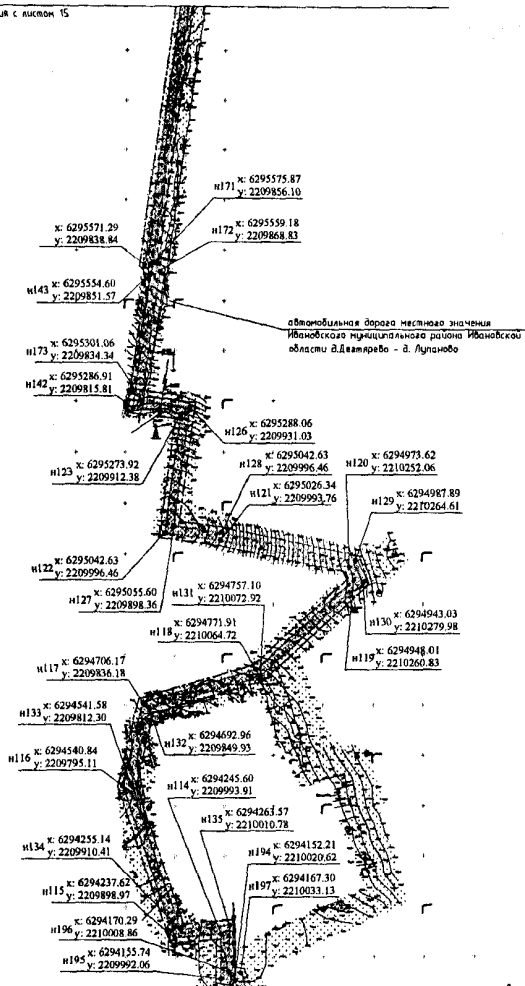 с листом 15
н171 х: 6295575.87
у: 2209856.10
х: 6295571.29
у: 2209838.84
н172 х: 6295559.18
у: 2209868.83
н143 х: 6295554.60
у: 2209851.57
автомобильная дорога местного значения
Ивановского муниципального района Ивановской
области д.Дегтярево - д. Лупаново
н173 х: 6295301.06
у: 2209834.34
н142 х: 6295286.91
у: 2209815.81
н126 х: 6295288.06
у: 2209931.03
н123 х: 6295273.92
у: 2209912.38
н128 х: 6295042.63
у: 2209996.46
н120 х: 6294973.62
у: 2210252.06
н121 х: 6295026.34
у: 2209993.76
н129 х: 6294987.89
у: 2210264.61
н122 х: 6295042.63
у: 2209996.46
н127 х: 6295055.60
у: 2209898.36
н131 х: 6294757.10
у: 2210072.92
н130 х: 6294943.03
у: 2210279.98
н118 х: 6294771.91
у: 2210064.72
н119 х: 6294948.01
у: 2210260.83
н117 х: 6294706.17
у: 2209836.18
н133 х: 6294541.58
у: 2209812.30
н132 х: 6294692.96
у: 2209849.93
н116 х: 6294540.84
у: 2209795.11
н114 х: 6294245.60
у: 2209993.91
н135 х: 6294263.57
у: 2210010.78
н134 х: 6294255.14
у: 2209910.41
н194 х: 6294152.21
у: 2210020.62
н115 х: 6294237.62
у: 2209898.97
н197 х: 6294167.30
у: 2210033.13
н196 х: 6294170.29
у: 2210008.86
н195 х: 6294155.74
у: 2209992.06